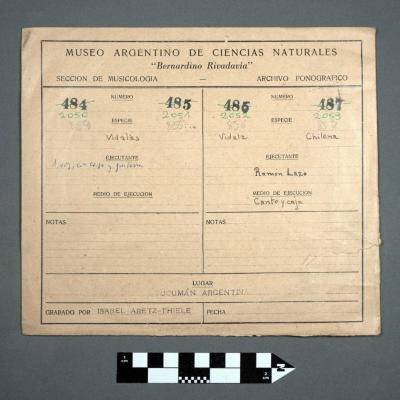 MUSEO ARGENTINO DE CIENCIAS NATURALES
"Bernardino Rivadavia"
SECCION DE MUSICOLOGIA — ARCHIVO FONOGRAFICO
NUMERO
484 485
2050 2051
ESPECIE
Vidalas
EJECUTANTE
y
MEDIO DE EJECUCION
NOTAS
NUMERO
486 487
2052 2053
ESPECIE
Vidala Chilena
EJECUTANTE
Ramón Lazo
MEDIO DE EJECUCION
Canto y caja
NOTAS
LUGAR
TUCUMÁN ARGENTINA
GRABADO POR ISABEL ARETZ-THIELE FECHA